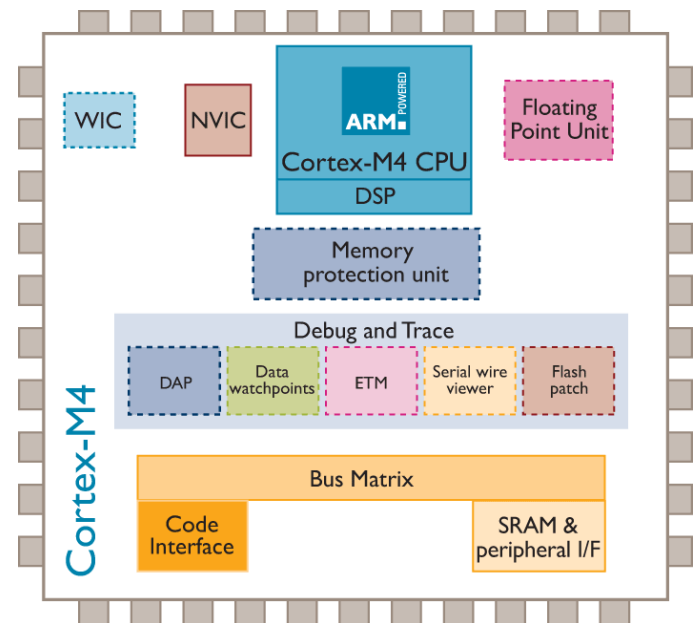 WIC
NVIC
ARM POWERED
Cortex-M4 CPU
DSP
Floating
Point Unit
Memory
protection unit
Debug and Trace
DAP
Data
watchpoints
ETM
Serial wire
viewer
Flash
patch
Bus Matrix
Code
Interface
SRAM &
peripheral I/F
Cortex-M4